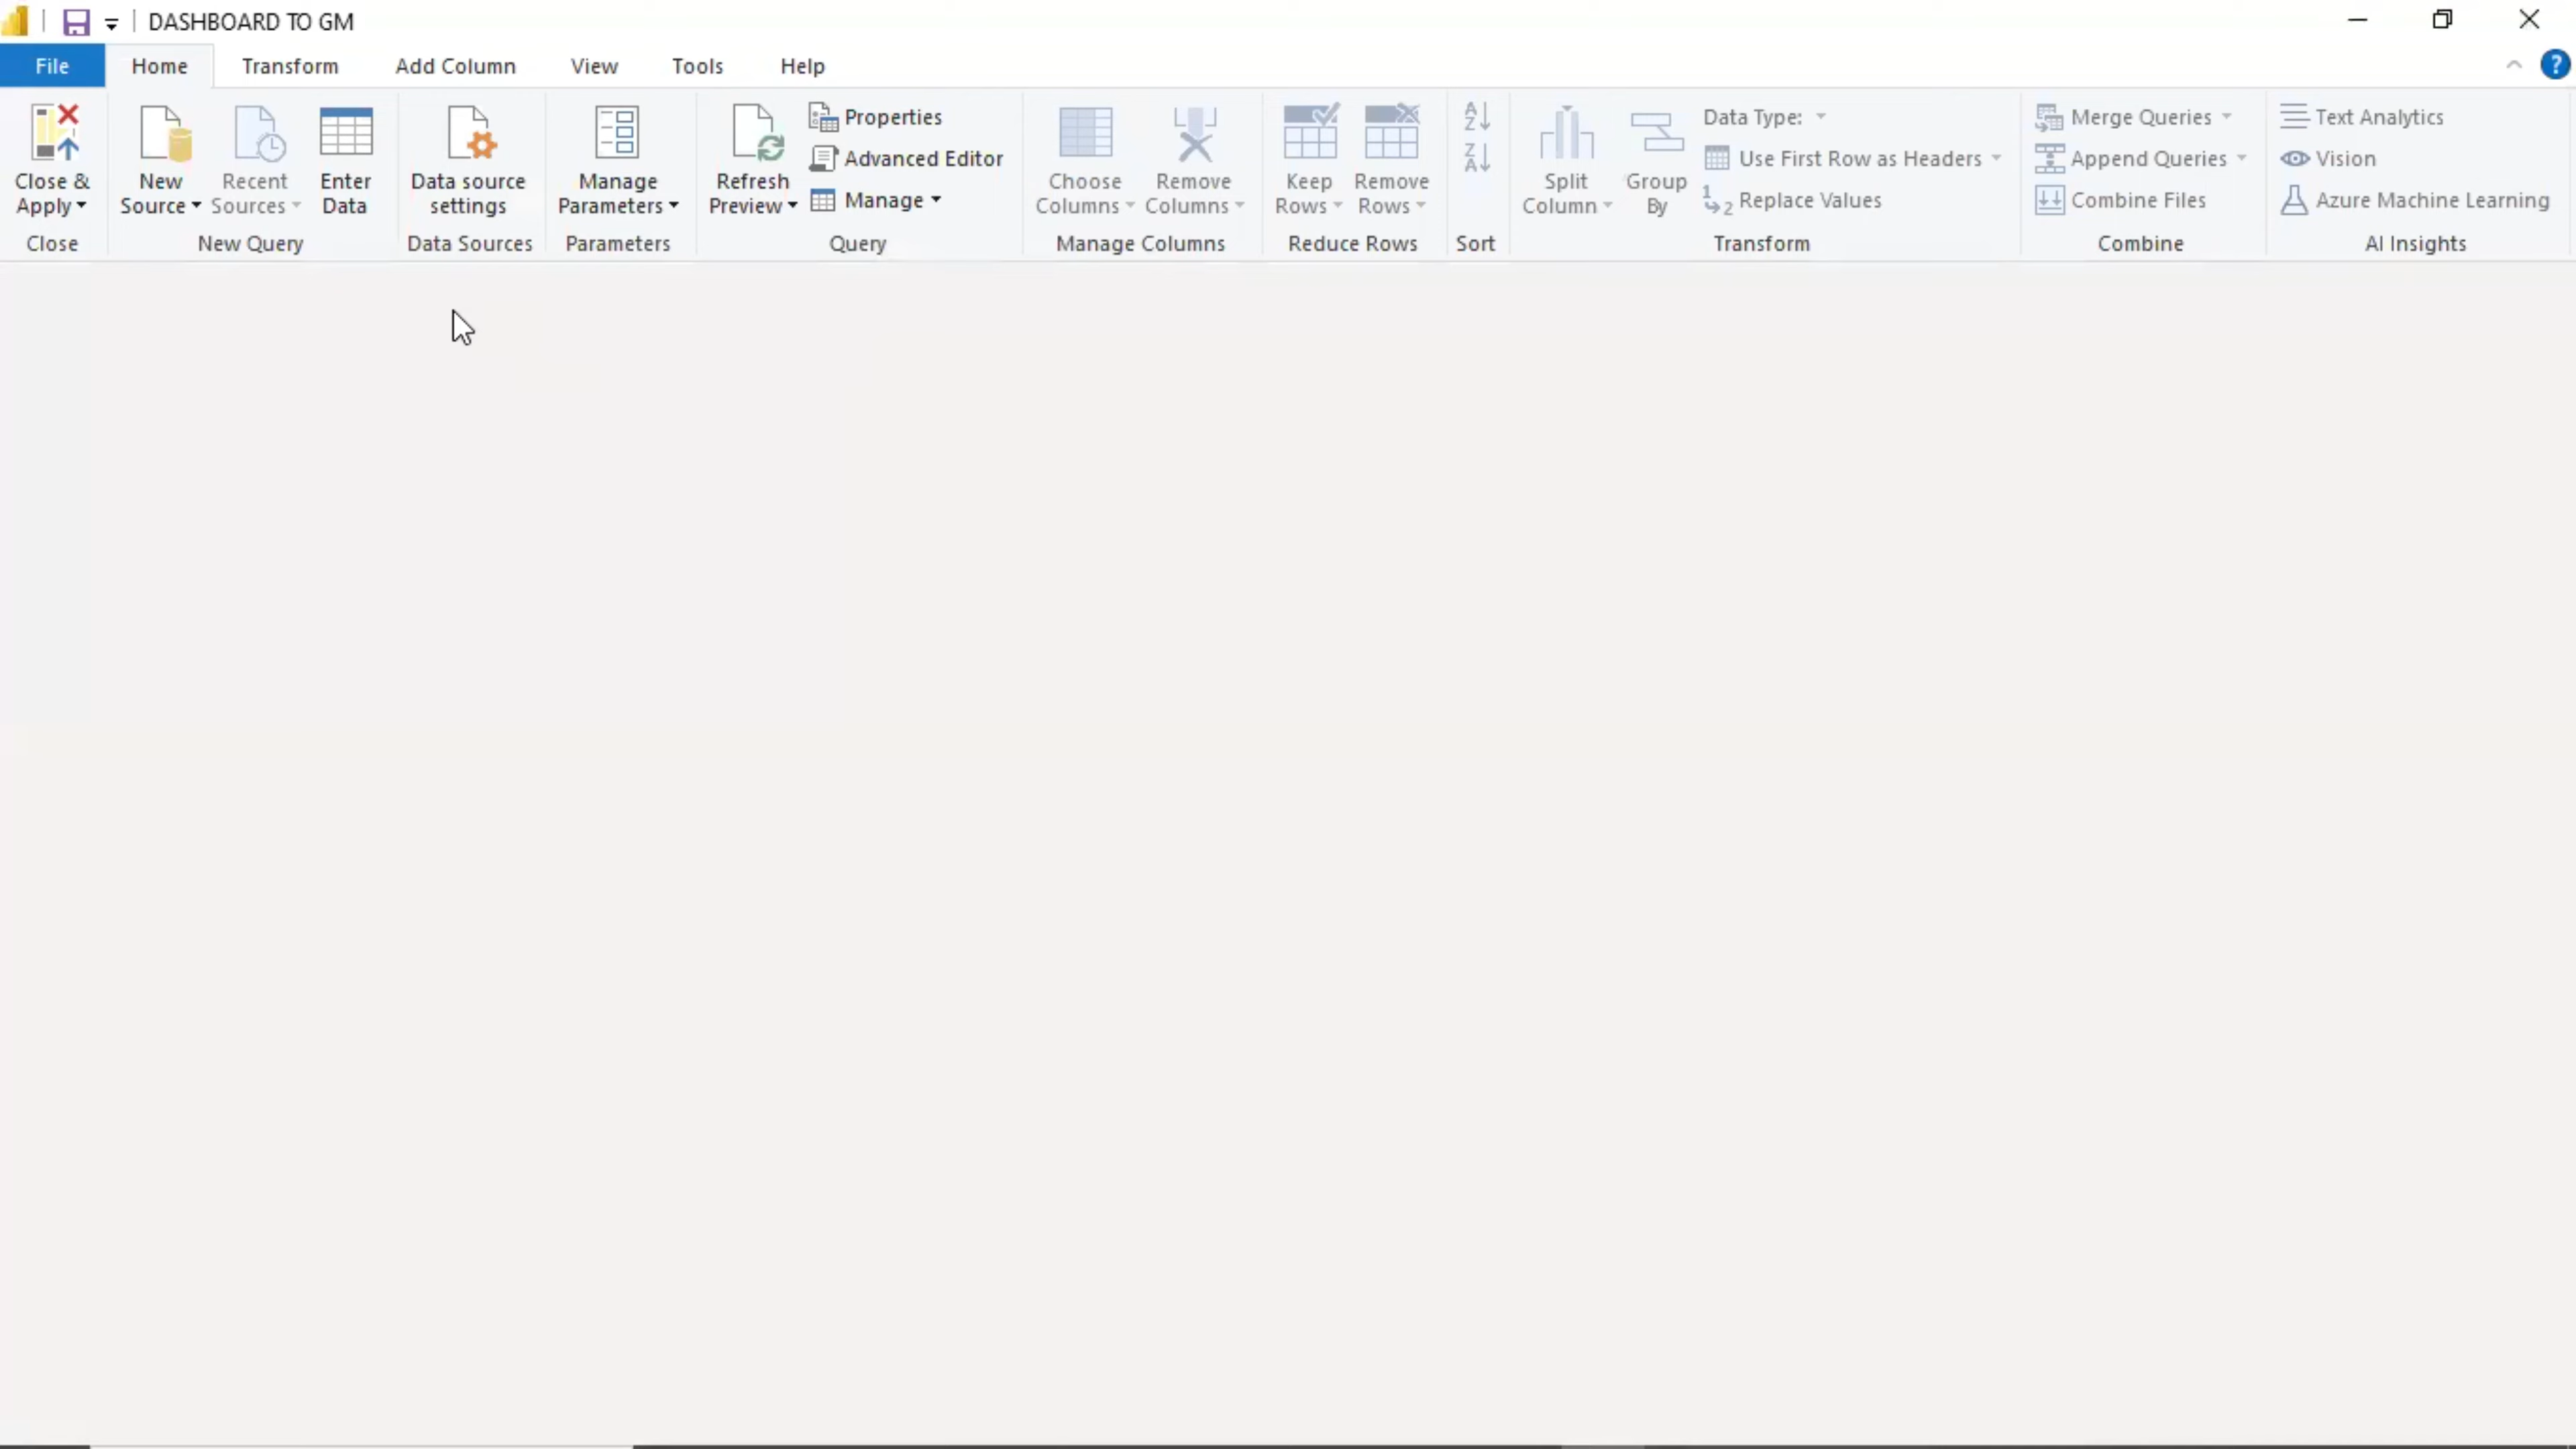 DASHBOARD TO GM
File Home Transform Add Column View Tools Help
?
Close & Apply
New Source
Recent Sources
Enter Data
Data source settings
Manage Parameters
Refresh Preview
Properties
Advanced Editor
Manage
Choose Columns
Remove Columns
Keep Rows
Remove Rows
A Z
Z A
Split Column
Group By
Data Type:
Use First Row as Headers
1 2 Replace Values
Merge Queries
Append Queries
Combine Files
Text Analytics
Vision
Azure Machine Learning
Close New Query Data Sources Parameters Query Manage Columns Reduce Rows Sort Transform Combine AI Insights